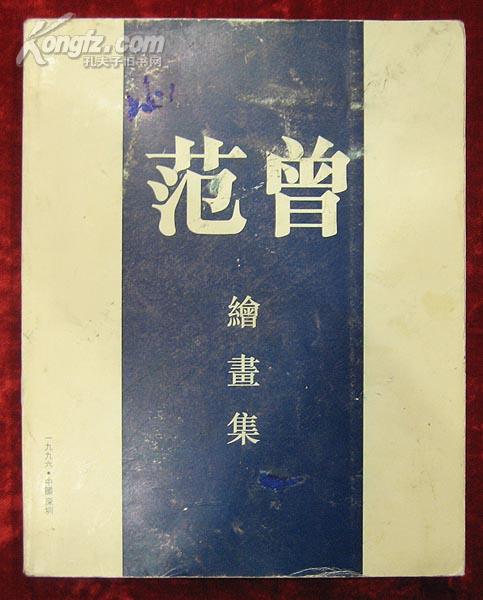 Kongfz.com
孔夫子旧书网
范曾
繪畫集
一九九六·中國深圳